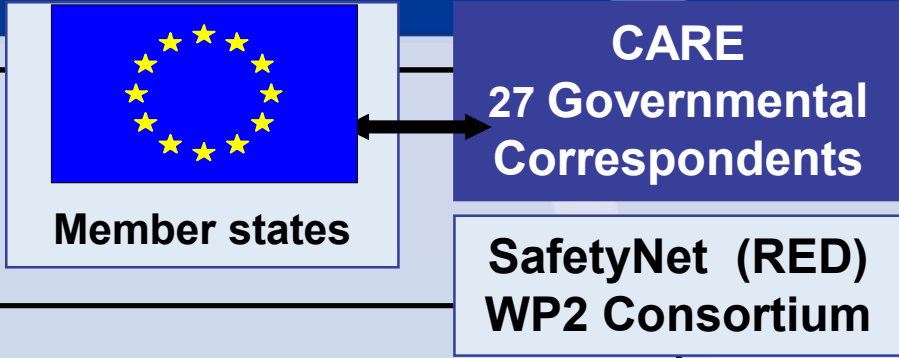 Member states
CARE
27 Governmental
Correspondents
SafetyNet (RED)
WP2 Consortium